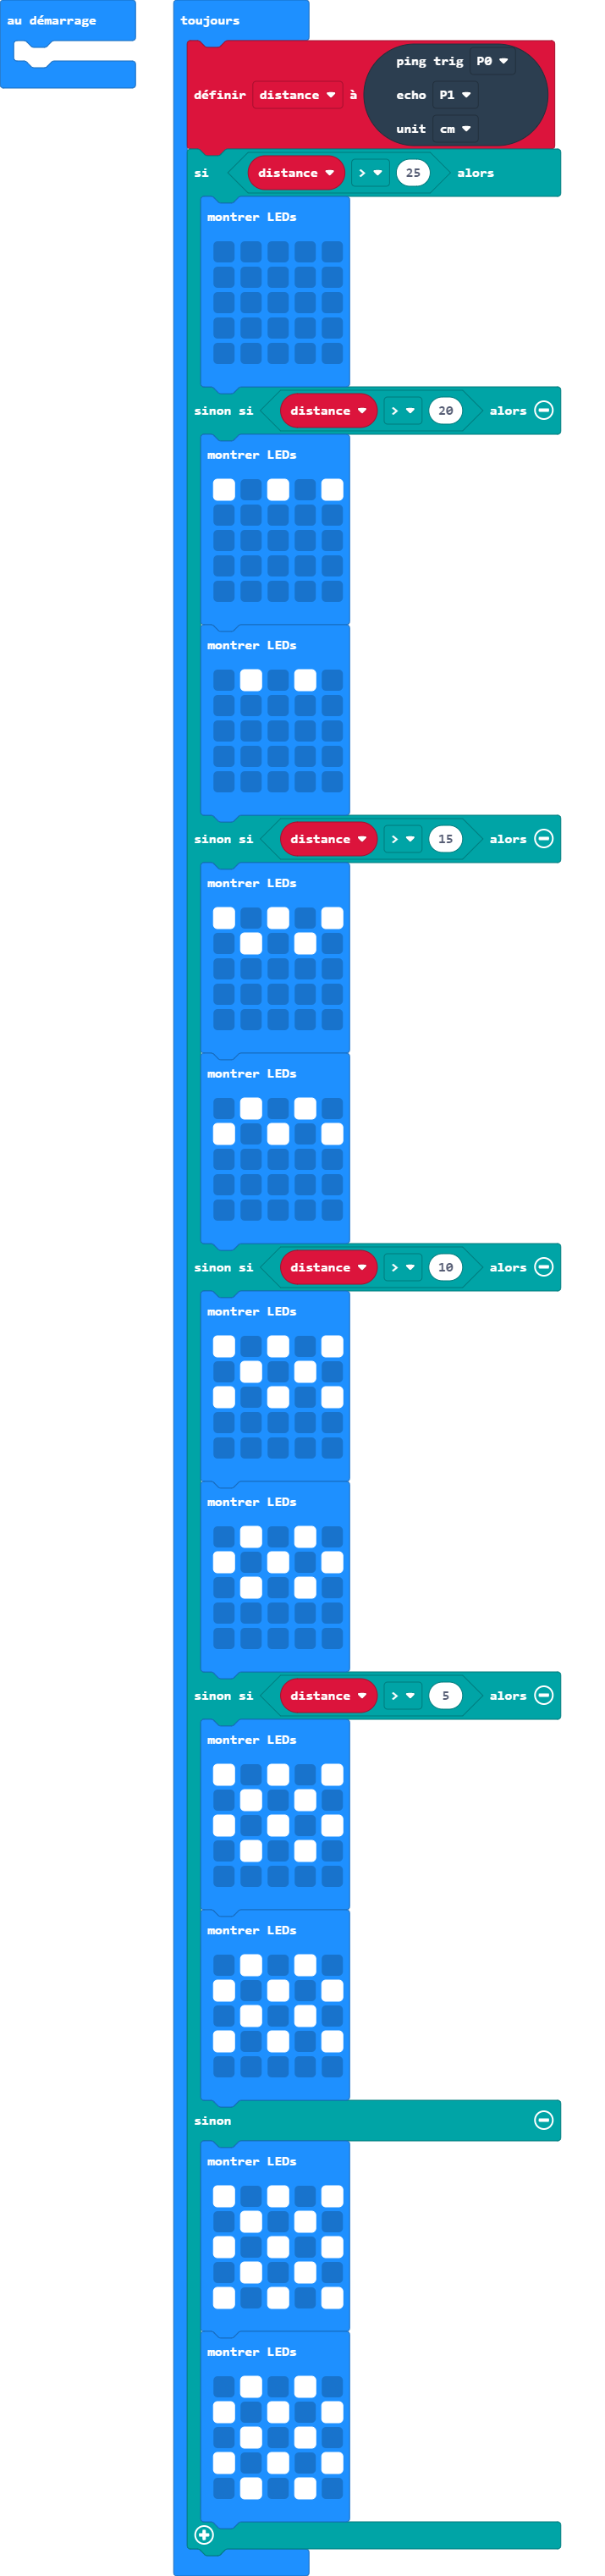 au démarrage
toujours
ping trig P0
définir distance à echo P1
unit cm
si distance > 25 alors
montrer LEDs
sinon si distance > 20 alors
montrer LEDs
montrer LEDs
sinon si distance > 15 alors
montrer LEDs
montrer LEDs
sinon si distance > 10 alors
montrer LEDs
montrer LEDs
sinon si distance > 5 alors
montrer LEDs
montrer LEDs
sinon
montrer LEDs
montrer LEDs